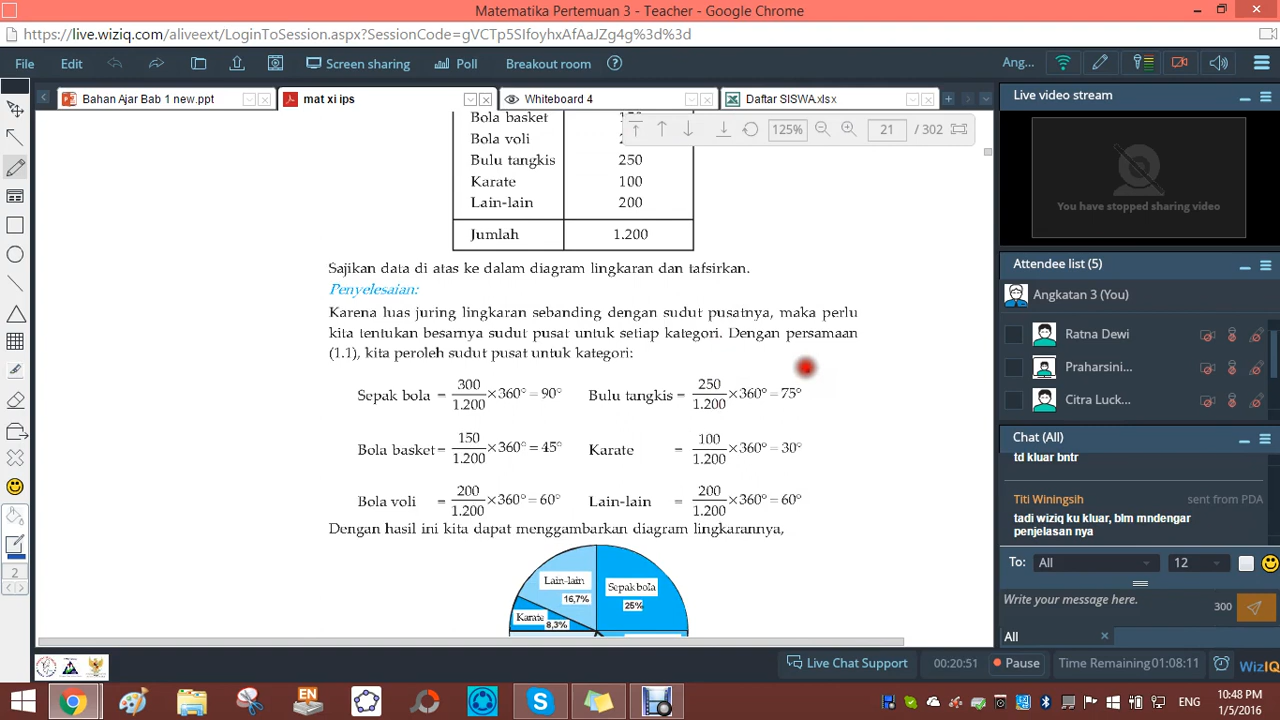 Matematika Pertemuan 3 - Teacher - Google Chrome
https://live.wiziq.com/aliveext/LoginToSession.aspx?SessionCode=gVCTp5SIfoyhxAfAaJZg4g%3d%3d
File Edit Screen sharing Poll Breakout room ? Ang...
Bahan Ajar Bab 1 new.ppt mat xi ips Whiteboard 4 Daftar SISWA.xlsx
125% 21 / 302
Bola basket
Bola voli
Bulu tangkis 250
Karate 100
Lain-lain 200
Jumlah 1.200
Sajikan data di atas ke dalam diagram lingkaran dan tafsirkan.
Penyelesaian:
Karena luas juring lingkaran sebanding dengan sudut pusatnya, maka perlu
kita tentukan besarnya sudut pusat untuk setiap kategori. Dengan persamaan
(1.1), kita peroleh sudut pusat untuk kategori:
Sepak bola = 300/1.200 ×360° = 90° Bulu tangkis = 250/1.200 ×360° = 75°
Bola basket = 150/1.200 ×360° = 45° Karate = 100/1.200 ×360° = 30°
Bola voli = 200/1.200 ×360° = 60° Lain-lain = 200/1.200 ×360° = 60°
Dengan hasil ini kita dapat menggambarkan diagram lingkarannya,
Lain-lain
16,7%
Sepak bola
25%
Karate
8,3%
2
Live video stream
You have stopped sharing video
Attendee list (5)
Angkatan 3 (You)
Ratna Dewi
Praharsini...
Citra Luck...
Chat (All)
td kluar bntr
Titi Winingsih sent from PDA
tadi wiziq ku kluar, blm mndengar
penjelasan nya
To: All 12
Write your message here. 300
All
Live Chat Support 00:20:51 Pause Time Remaining 01:08:11 WizIQ
EN
10:48 PM
1/5/2016